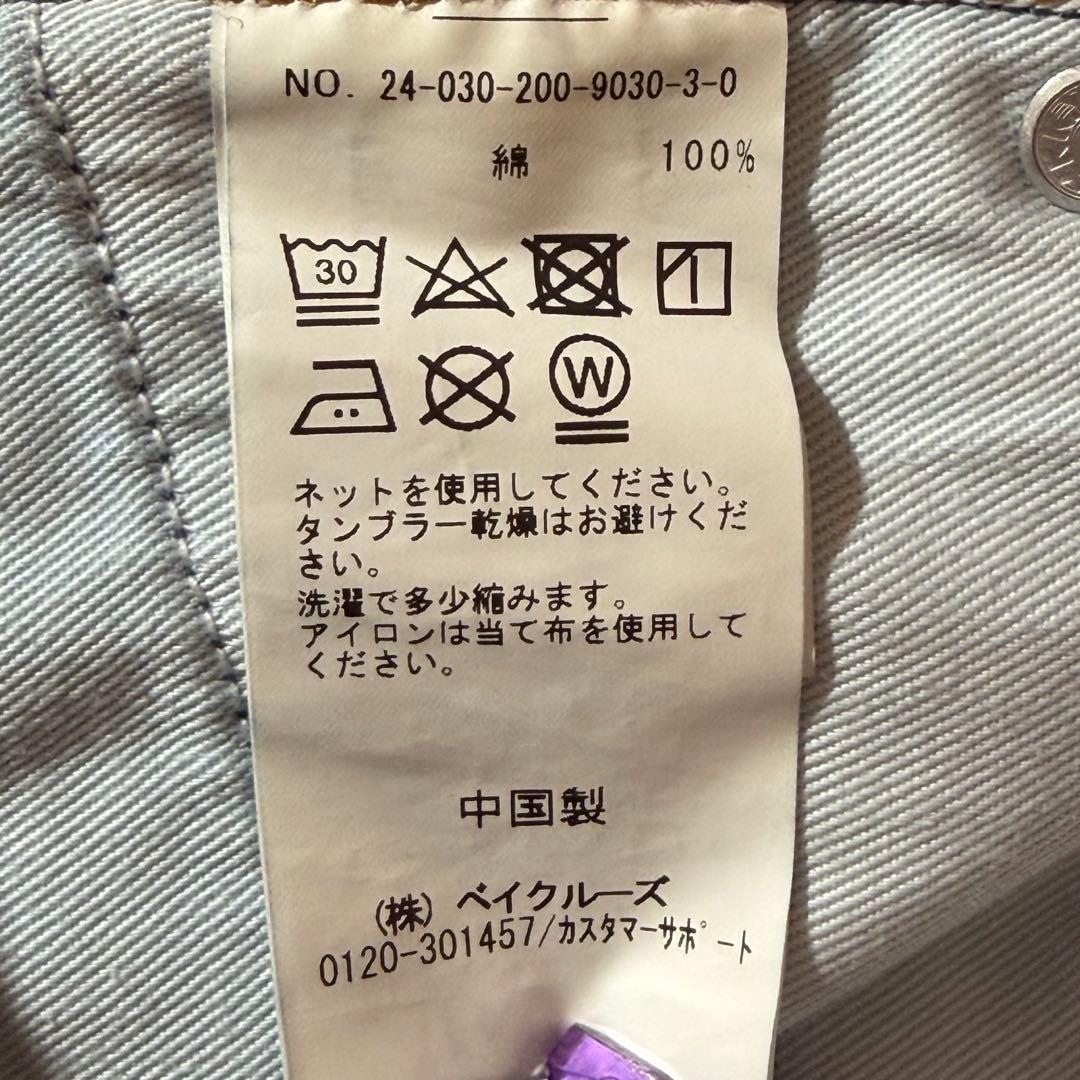 NO. 24-030-200-9030-3-0
綿 100%
30
W
ネットを使用してください。
タンブラー乾燥はお避けくだ
さい。
洗濯で多少縮みます。
アイロンは当て布を使用して
ください。
中国製
(株) ベイクルーズ
0120-301457/カスタマーサポート